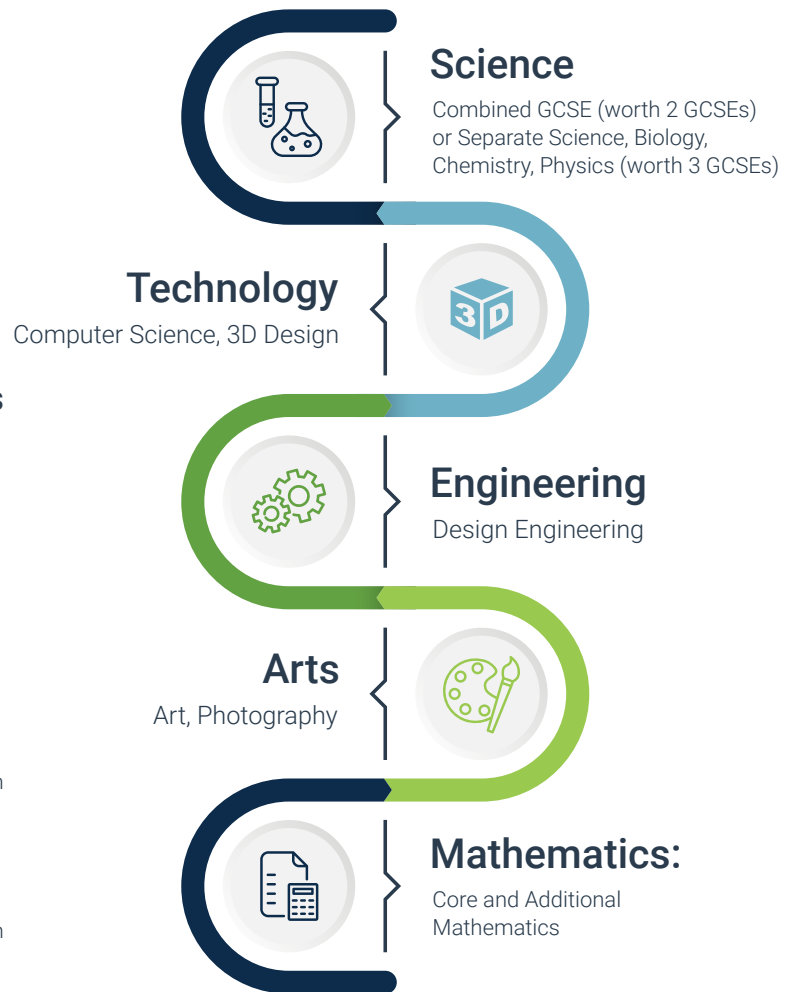 Science
Combined GCSE (worth 2 GCSEs)
or Separate Science, Biology,
Chemistry, Physics (worth 3 GCSEs)
Technology
Computer Science, 3D Design
3D
Engineering
Design Engineering
Arts
Art, Photography
Mathematics:
Core and Additional
Mathematics